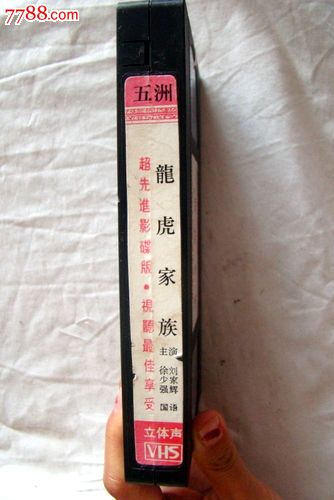 7788.com
五洲
超先進影碟版·視聽最佳享受
龍虎家族
主演
刘家辉
徐少强
国语
立体声
VHS